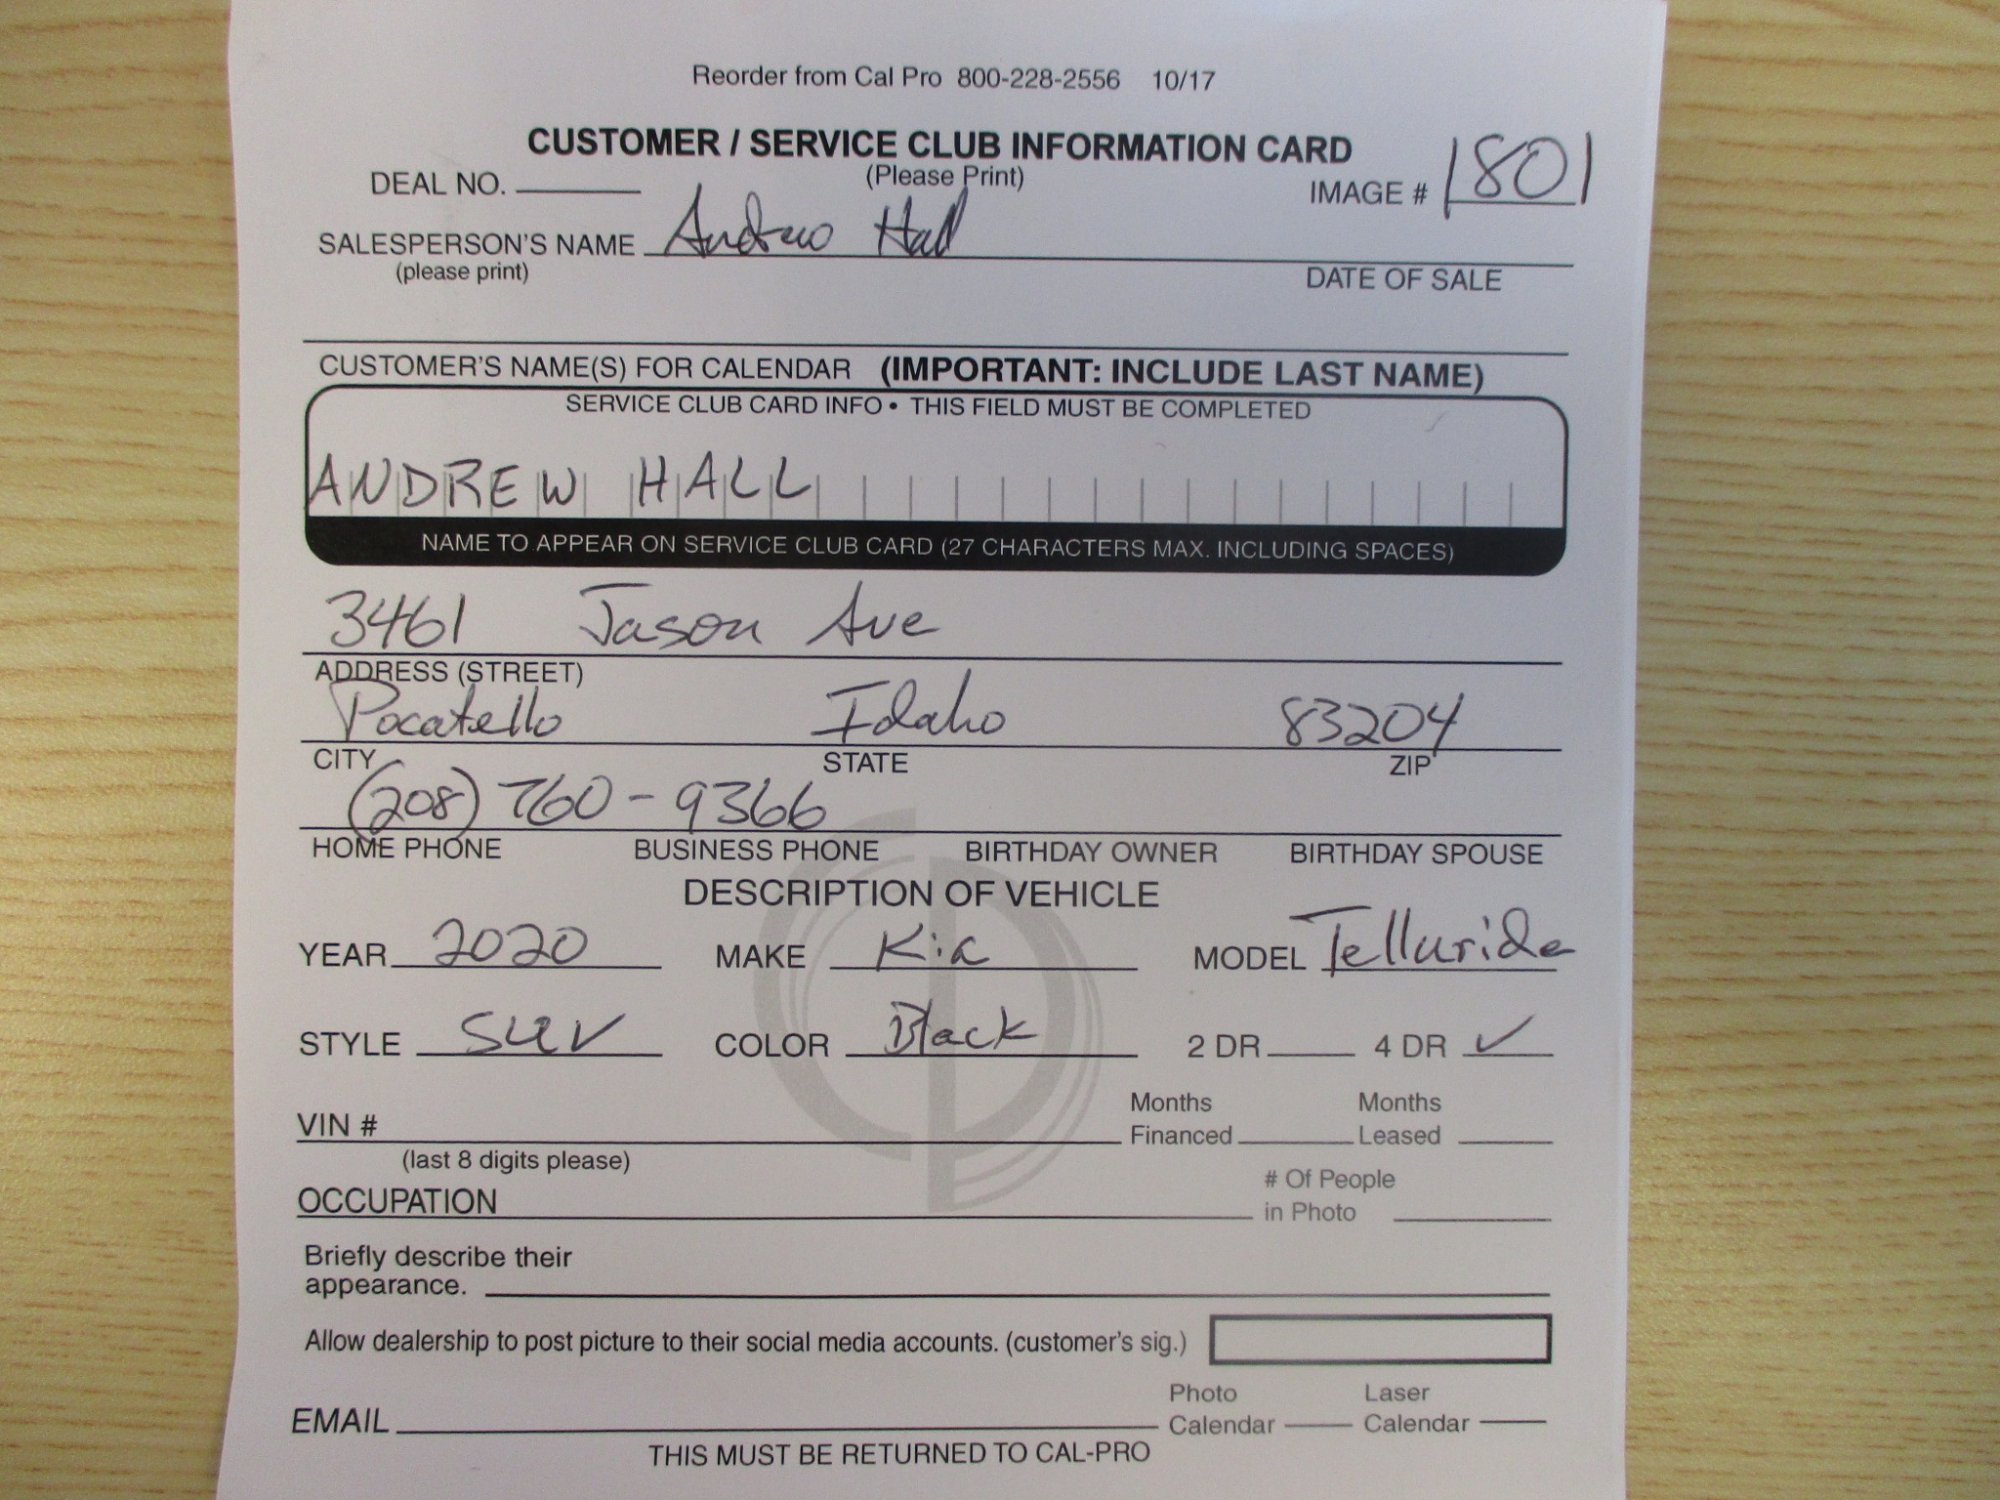 Reorder from Cal Pro 800-228-2556 10/17
CUSTOMER / SERVICE CLUB INFORMATION CARD
(Please Print)
DEAL NO. IMAGE # 1801
SALESPERSON'S NAME Andrew Hall
(please print) DATE OF SALE
CUSTOMER'S NAME(S) FOR CALENDAR (IMPORTANT: INCLUDE LAST NAME)
SERVICE CLUB CARD INFO • THIS FIELD MUST BE COMPLETED
ANDREW HALL
NAME TO APPEAR ON SERVICE CLUB CARD (27 CHARACTERS MAX. INCLUDING SPACES)
3461 Jason Ave
ADDRESS (STREET)
Pocatello Idaho 83204
CITY STATE ZIP
(208) 760-9366
HOME PHONE BUSINESS PHONE BIRTHDAY OWNER BIRTHDAY SPOUSE
DESCRIPTION OF VEHICLE
YEAR 2020 MAKE Kia MODEL Telluride
STYLE SUV COLOR Black 2 DR 4 DR ✓
VIN # Months Financed Months Leased
(last 8 digits please)
OCCUPATION # Of People in Photo
Briefly describe their
appearance.
Allow dealership to post picture to their social media accounts. (customer's sig.)
EMAIL Photo Calendar Laser Calendar
THIS MUST BE RETURNED TO CAL-PRO